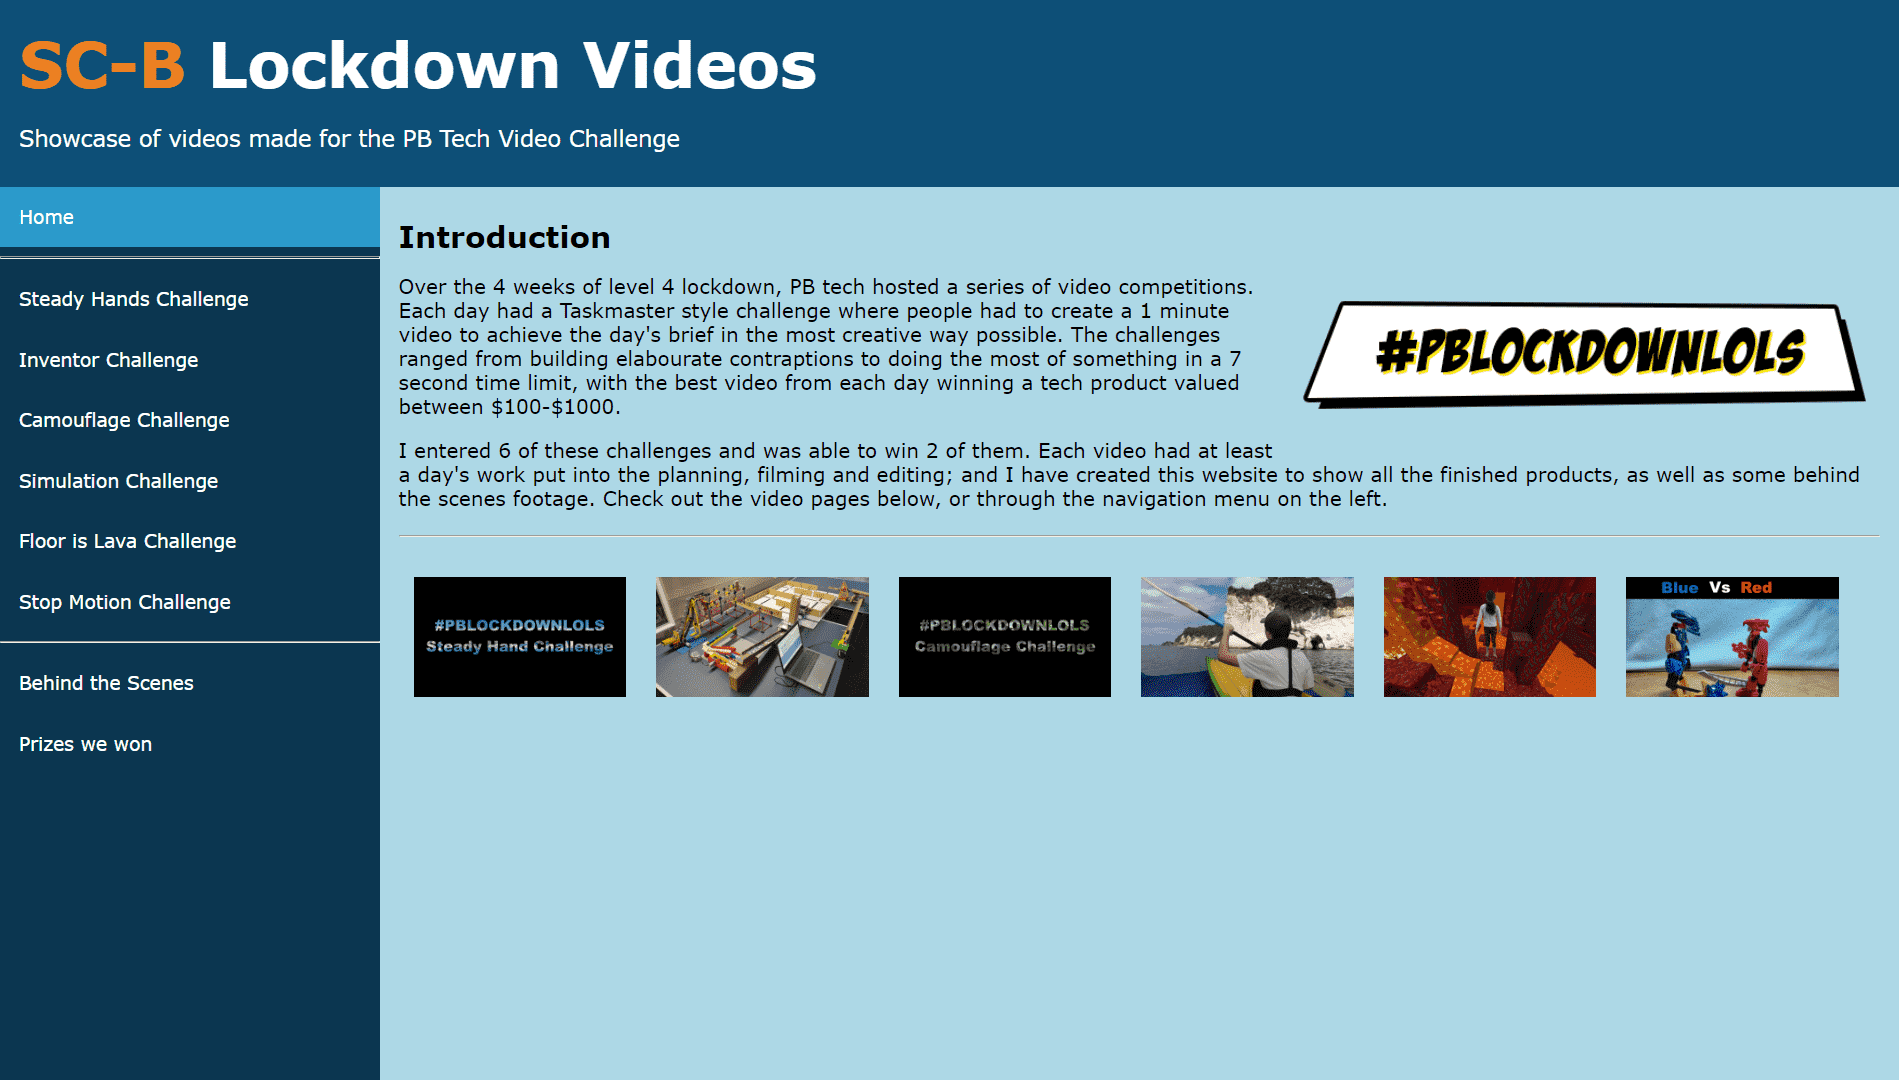 SC-B Lockdown Videos
Showcase of videos made for the PB Tech Video Challenge
Home
Steady Hands Challenge
Inventor Challenge
Camouflage Challenge
Simulation Challenge
Floor is Lava Challenge
Stop Motion Challenge
Behind the Scenes
Prizes we won
Introduction
Over the 4 weeks of level 4 lockdown, PB tech hosted a series of video competitions.
Each day had a Taskmaster style challenge where people had to create a 1 minute
video to achieve the day's brief in the most creative way possible. The challenges
ranged from building elabourate contraptions to doing the most of something in a 7
second time limit, with the best video from each day winning a tech product valued
between $100-$1000.
#PBLOCKDOWNLOLS
I entered 6 of these challenges and was able to win 2 of them. Each video had at least
a day's work put into the planning, filming and editing; and I have created this website to show all the finished products, as well as some behind
the scenes footage. Check out the video pages below, or through the navigation menu on the left.
#PBLOCKDOWNLOLS
Steady Hand Challenge
#PBLOCKDOWNLOLS
Camouflage Challenge
Blue Vs Red